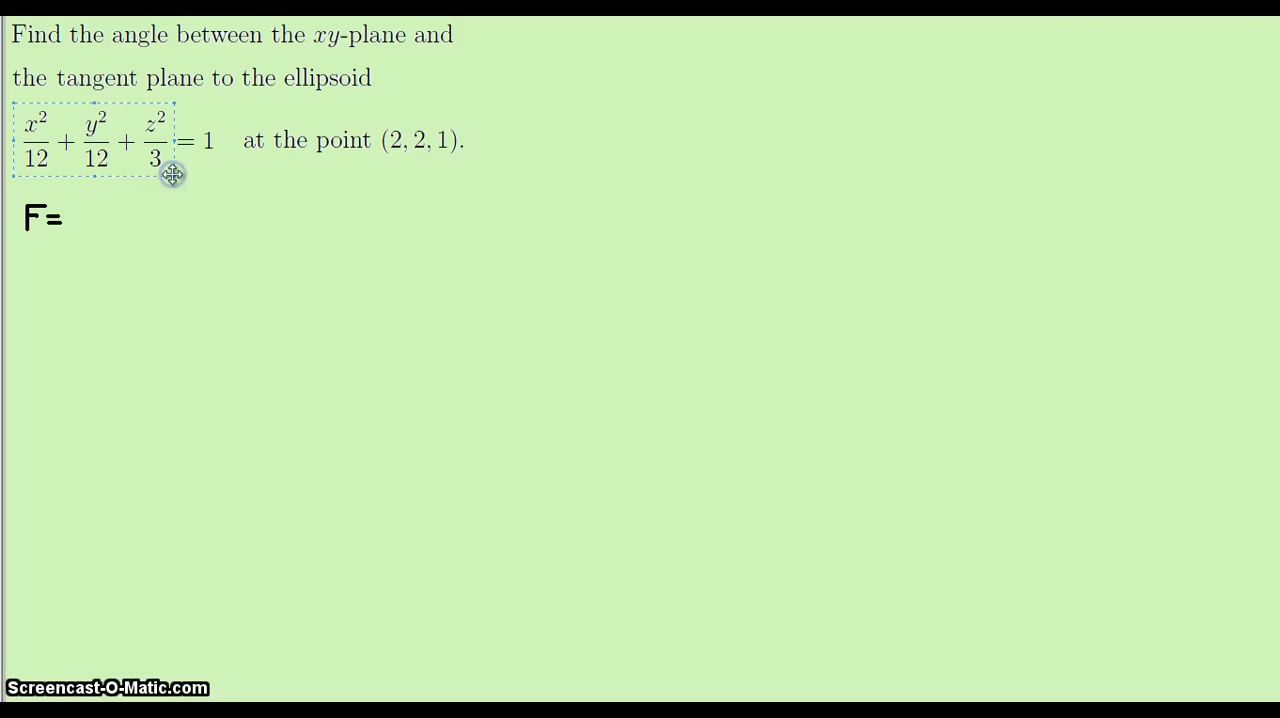 Find the angle between the xy-plane and
the tangent plane to the ellipsoid
x²/12 + y²/12 + z²/3 = 1 at the point (2, 2, 1).
F=
Screencast-O-Matic.com